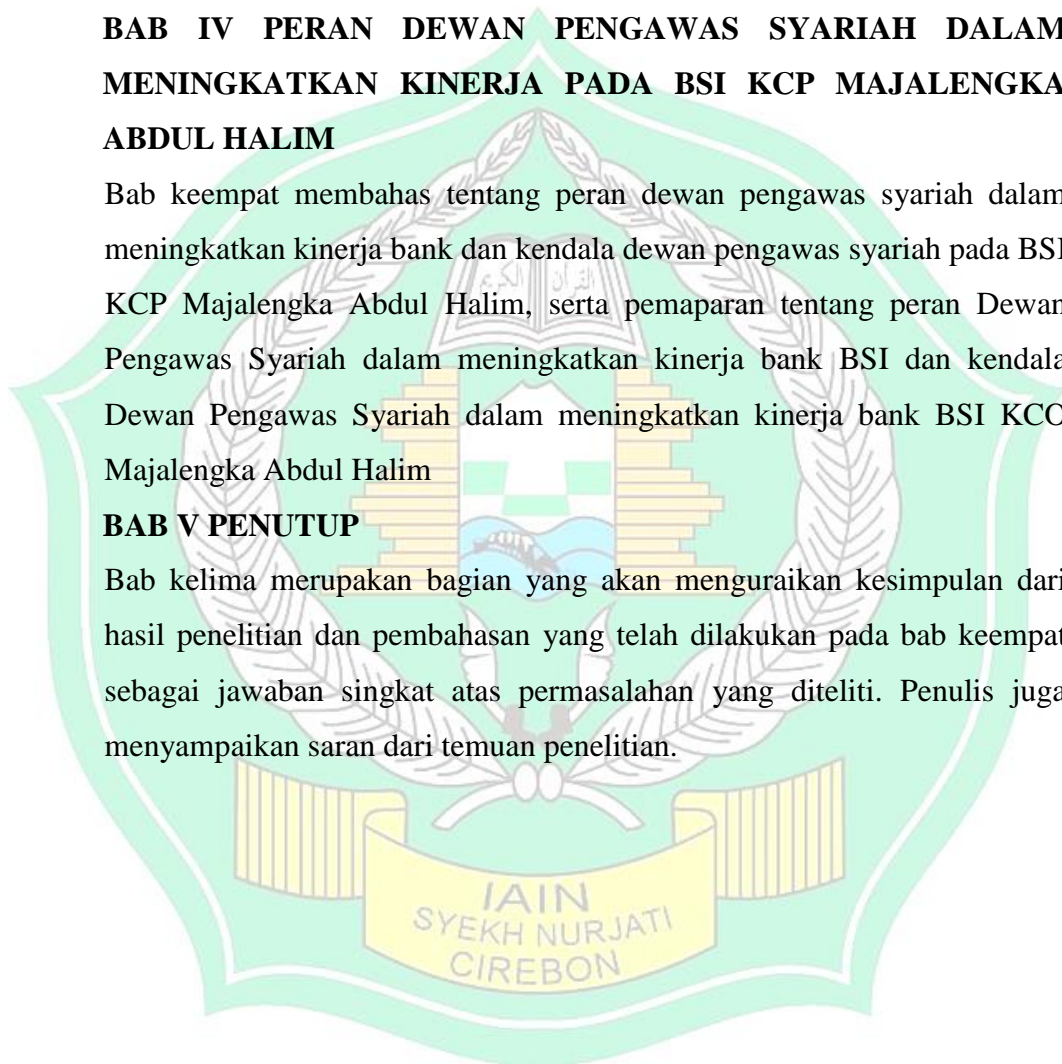 BAB IV PERAN DEWAN PENGAWAS SYARIAH DALAM
MENINGKATKAN KINERJA PADA BSI KCP MAJALENGKA
ABDUL HALIM
Bab keempat membahas tentang peran dewan pengawas syariah dalam
meningkatkan kinerja bank dan kendala dewan pengawas syariah pada BSI
KCP Majalengka Abdul Halim, serta pemaparan tentang peran Dewan
Pengawas Syariah dalam meningkatkan kinerja bank BSI dan kendala
Dewan Pengawas Syariah dalam meningkatkan kinerja bank BSI KCO
Majalengka Abdul Halim
BAB V PENUTUP
Bab kelima merupakan bagian yang akan menguraikan kesimpulan dari
hasil penelitian dan pembahasan yang telah dilakukan pada bab keempat
sebagai jawaban singkat atas permasalahan yang diteliti. Penulis juga
menyampaikan saran dari temuan penelitian.
IAIN
SYEKH NURJATI
CIREBON